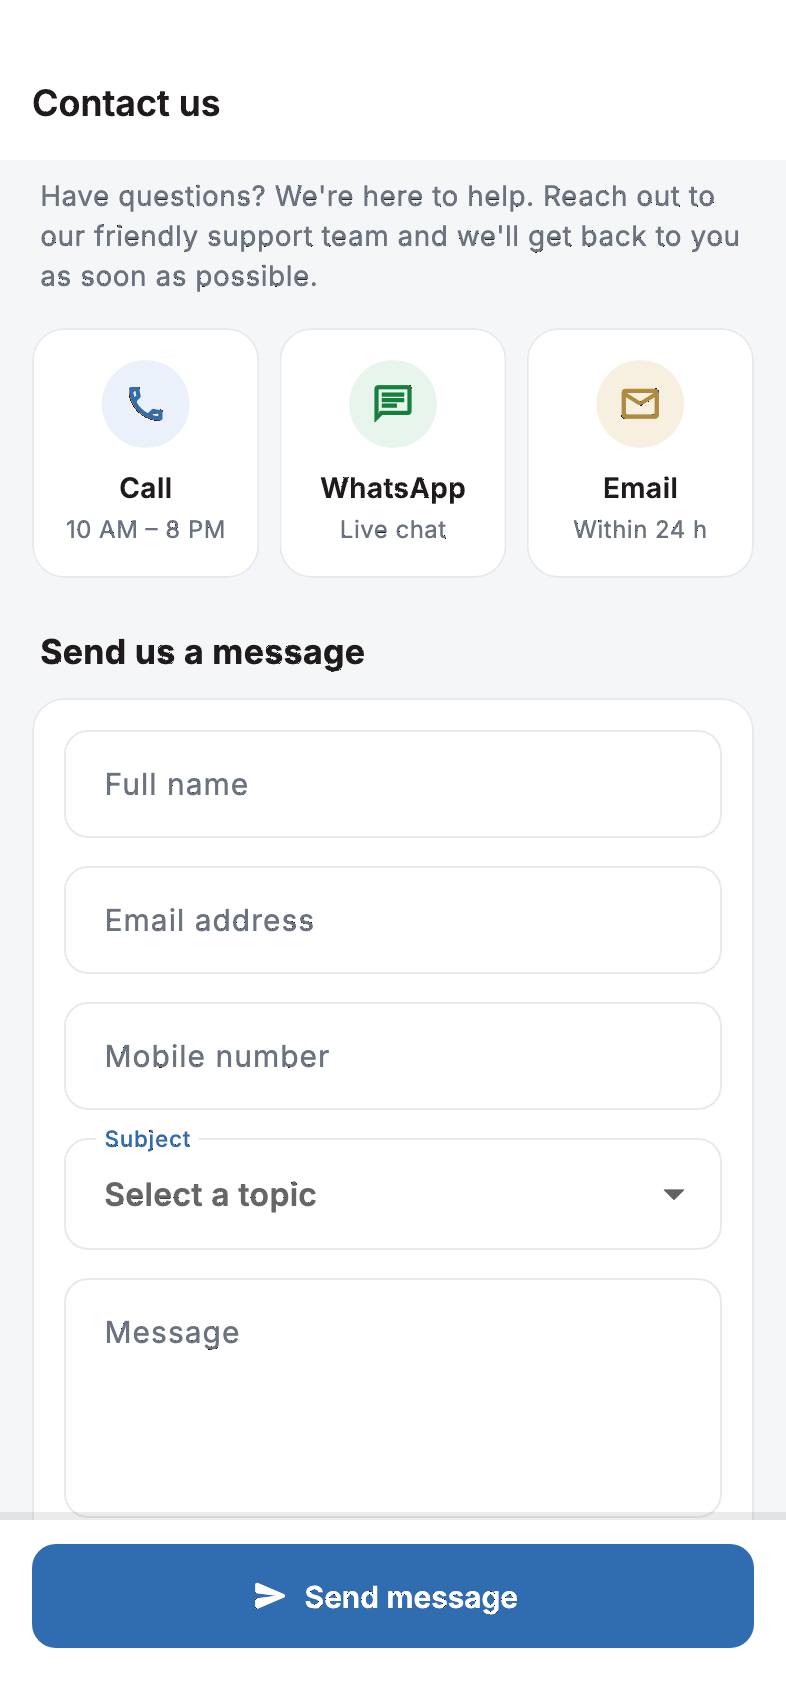 Contact us
Have questions? We're here to help. Reach out to
our friendly support team and we'll get back to you
as soon as possible.
Call
10 AM – 8 PM
WhatsApp
Live chat
Email
Within 24 h
Send us a message
Full name
Email address
Mobile number
Subject
Select a topic
Message
Send message